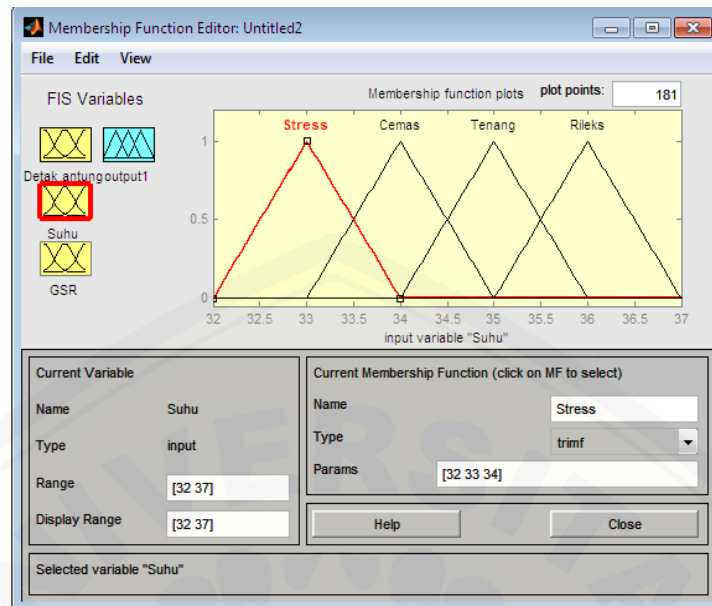 Membership Function Editor: Untitled2
File Edit View
FIS Variables
Membership function plots
plot points:
181
Detak antung output1
Suhu
GSR
Stress Cemas Tenang Rileks
1
0.5
0
32 32.5 33 33.5 34 34.5 35 35.5 36 36.5 37
input variable "Suhu"
Current Variable
Name Suhu
Type input
Range [32 37]
Display Range [32 37]
Current Membership Function (click on MF to select)
Name Stress
Type trimf
Params [32 33 34]
Help Close
Selected variable "Suhu"